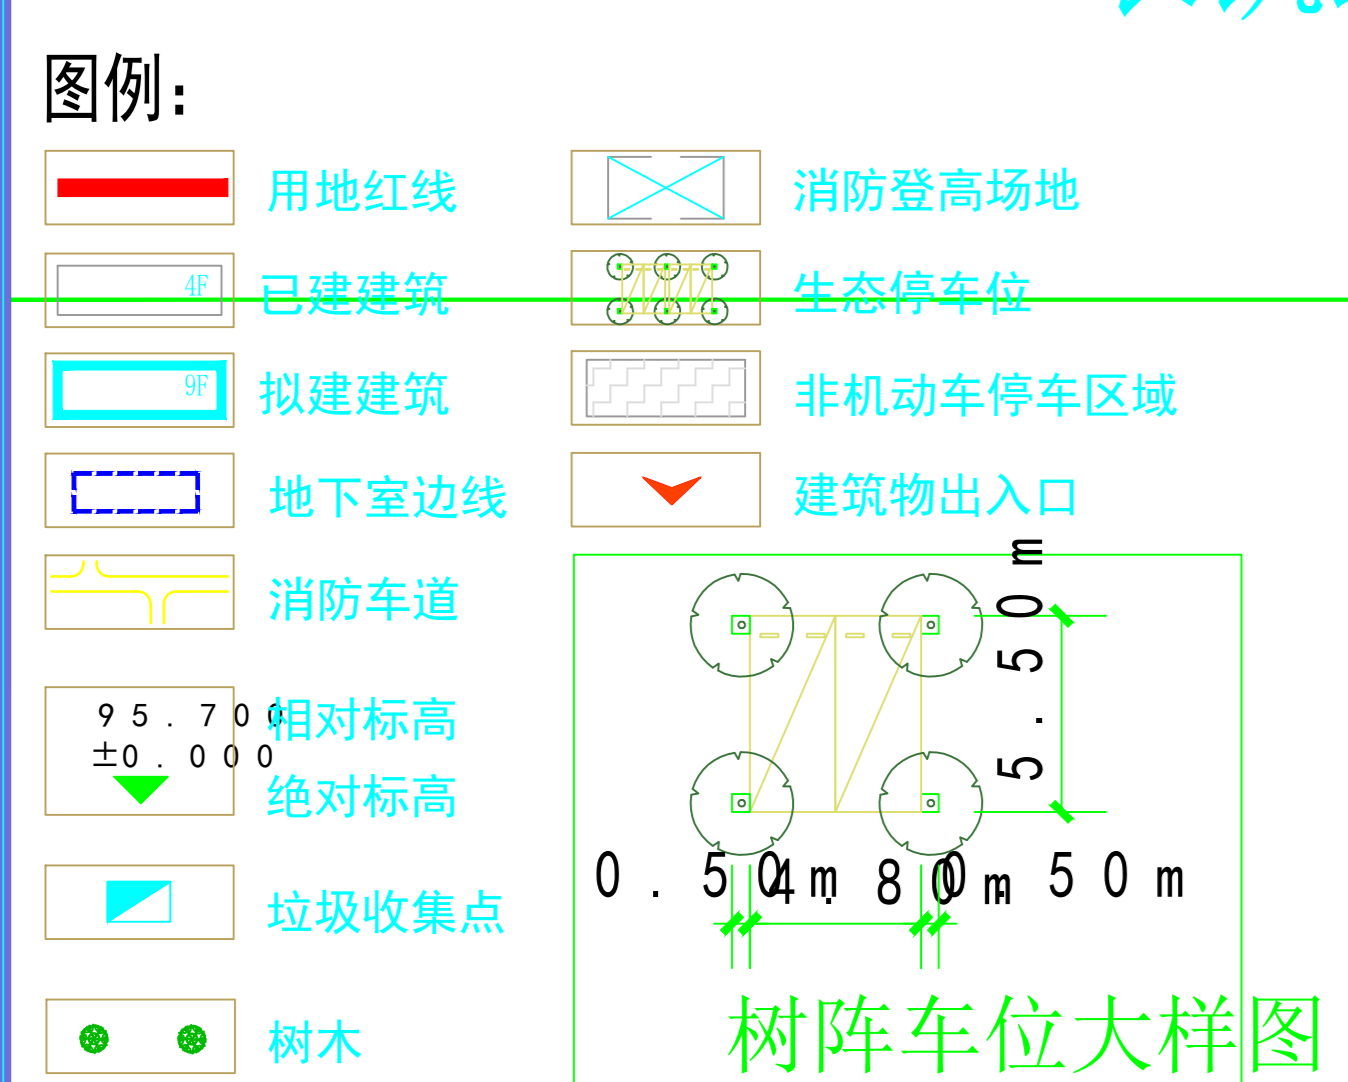 图例:
用地红线
消防登高场地
4F
已建建筑
生态停车位
9F
拟建建筑
非机动车停车区域
地下室边线
建筑物出入口
消防车道
95.700
相对标高
±0.000
绝对标高
垃圾收集点
树木
5.50m
0.50m
4.80m
0.50m
树阵车位大样图